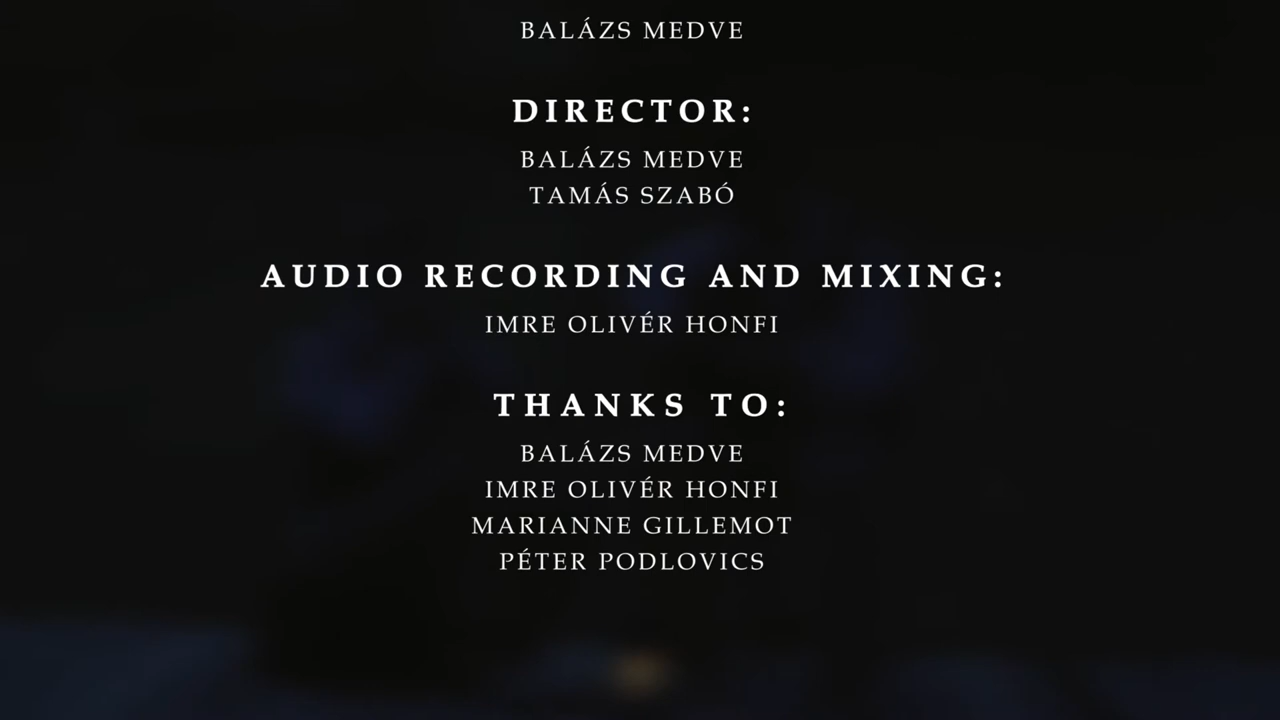 BALÁZS MEDVE
DIRECTOR:
BALÁZS MEDVE
TAMÁS SZABÓ
AUDIO RECORDING AND MIXING:
IMRE OLIVÉR HONFI
THANKS TO:
BALÁZS MEDVE
IMRE OLIVÉR HONFI
MARIANNE GILLEMOT
PÉTER PODLOVICS